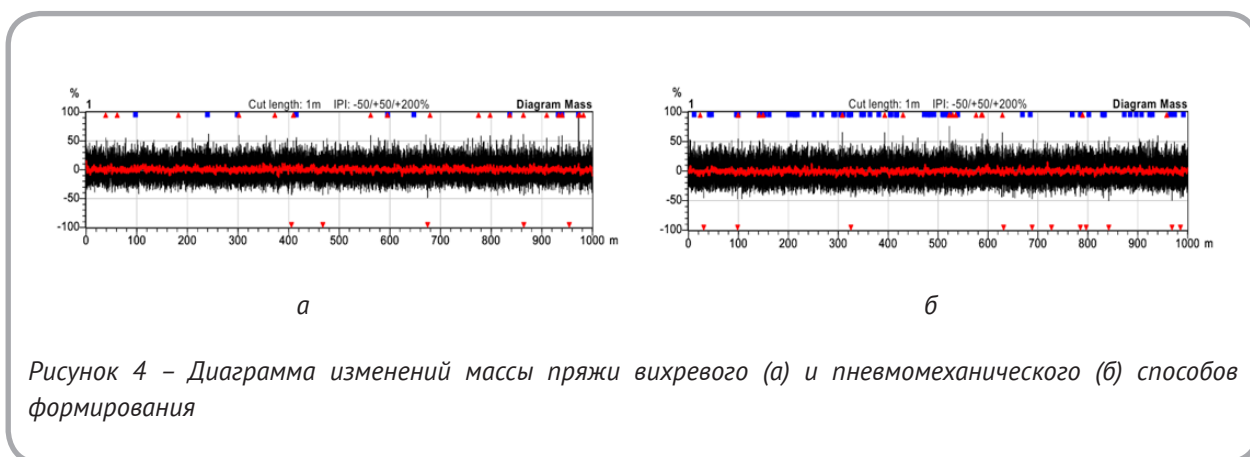 %
1 Cut length: 1m IPI: -50/+50/+200% Diagram Mass
100
50
0
-50
-100
0 100 200 300 400 500 600 700 800 900 1000 m
а
%
1 Cut length: 1m IPI: -50/+50/+200% Diagram Mass
100
50
0
-50
-100
0 100 200 300 400 500 600 700 800 900 1000 m
б
Рисунок 4 – Диаграмма изменений массы пряжи вихревого (а) и пневмомеханического (б) способов
формирования